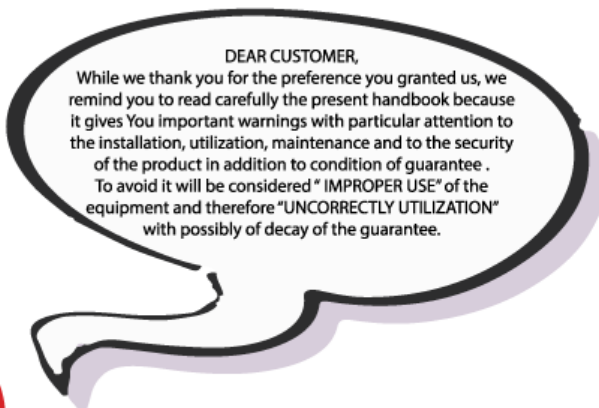 DEAR CUSTOMER,
While we thank you for the preference you granted us, we
remind you to read carefully the present handbook because
it gives You important warnings with particular attention to
the installation, utilization, maintenance and to the security
of the product in addition to condition of guarantee .
To avoid it will be considered “ IMPROPER USE” of the
equipment and therefore “UNCORRECTLY UTILIZATION”
with possibly of decay of the guarantee.